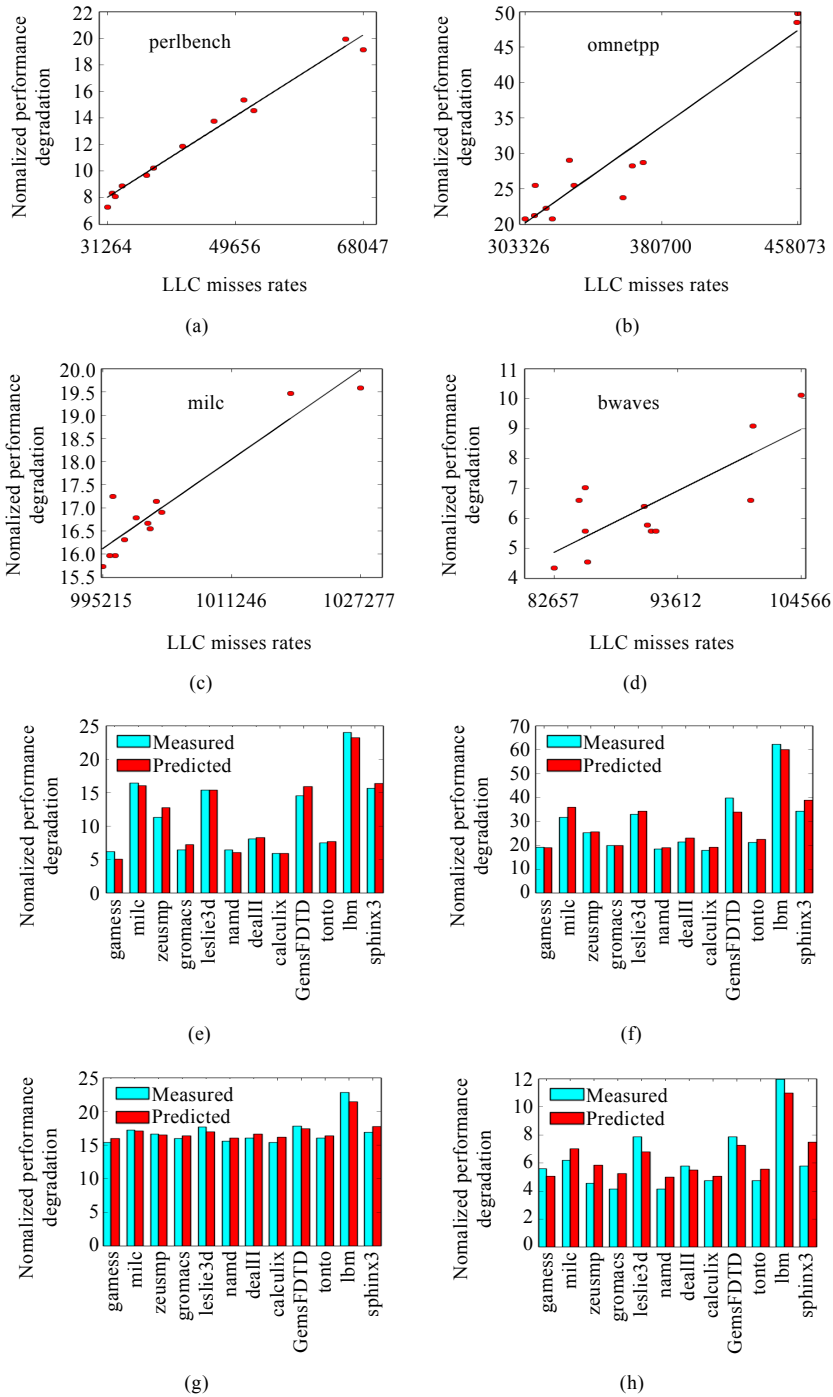 22
20
18
16
14
12
10
8
6
perlbench
Nomalized performance
degradation
31264 49656 68047
LLC misses rates
(a)
50
45
40
35
30
25
20
omnetpp
Nomalized performance
degradation
303326 380700 458073
LLC misses rates
(b)
20.0
19.5
19.0
18.5
18.0
17.5
17.0
16.5
16.0
15.5
milc
Nomalized performance
degradation
995215 1011246 1027277
LLC misses rates
(c)
11
10
9
8
7
6
5
4
bwaves
Nomalized performance
degradation
82657 93612 104566
LLC misses rates
(d)
25
20
15
10
5
0
Measured
Predicted
Nomalized performance
degradation
gamess
milc
zeusmp
gromacs
leslie3d
namd
dealII
calculix
GemsFDTD
tonto
lbm
sphinx3
(e)
70
60
50
40
30
20
10
0
Measured
Predicted
Nomalized performance
degradation
gamess
milc
zeusmp
gromacs
leslie3d
namd
dealII
calculix
GemsFDTD
tonto
lbm
sphinx3
(f)
25
20
15
10
5
0
Measured
Predicted
Nomalized performance
degradation
gamess
milc
zeusmp
gromacs
leslie3d
namd
dealII
calculix
GemsFDTD
tonto
lbm
sphinx3
(g)
12
10
8
6
4
2
0
Measured
Predicted
Nomalized performance
degradation
gamess
milc
zeusmp
gromacs
leslie3d
namd
dealII
calculix
GemsFDTD
tonto
lbm
sphinx3
(h)